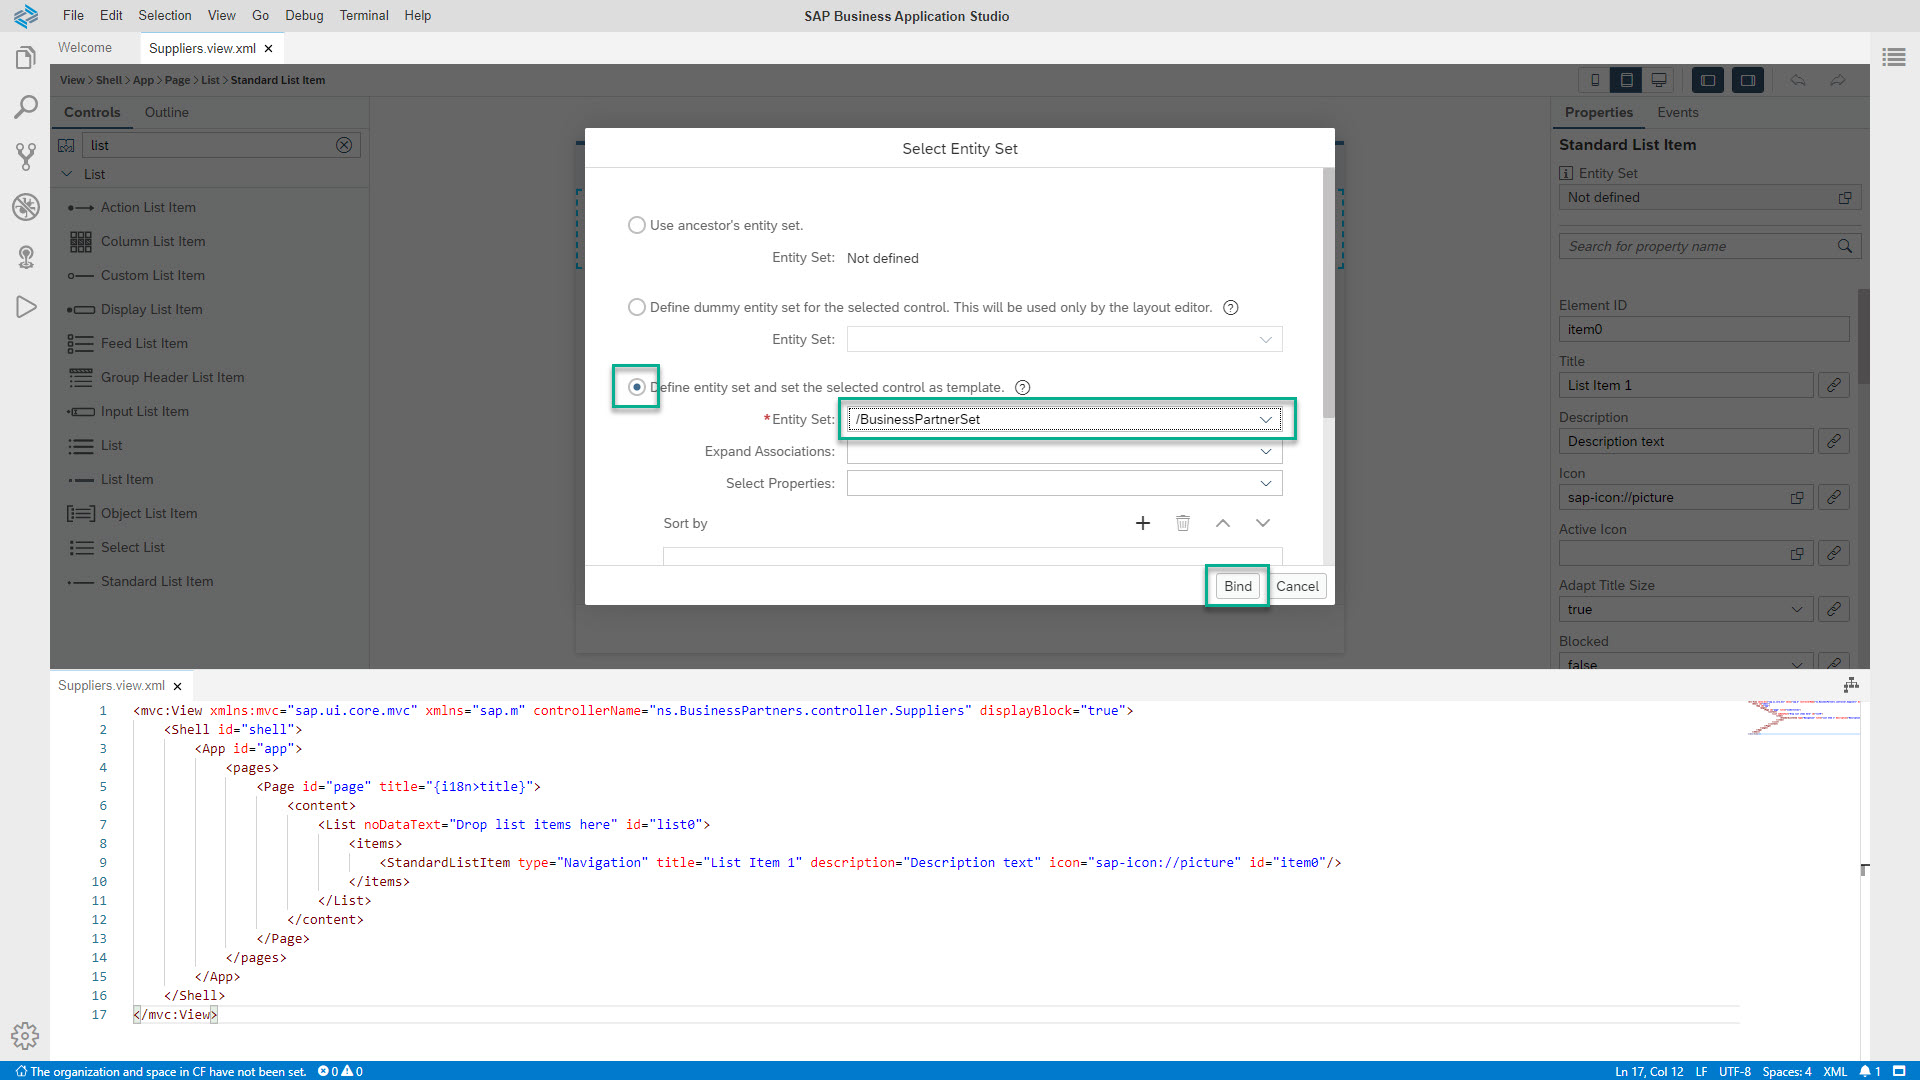 File Edit Selection View Go Debug Terminal Help
SAP Business Application Studio
Welcome
Suppliers.view.xml
View > Shell > App > Page > List > Standard List Item
Controls
Outline
list
List
Action List Item
Column List Item
Custom List Item
Display List Item
Feed List Item
Group Header List Item
Input List Item
List
List Item
Object List Item
Select List
Standard List Item
Select Entity Set
Use ancestor's entity set.
Entity Set: Not defined
Define dummy entity set for the selected control. This will be used only by the layout editor.
Entity Set:
Define entity set and set the selected control as template.
*Entity Set: /BusinessPartnerSet
Expand Associations:
Select Properties:
Sort by
Bind
Cancel
Properties
Events
Standard List Item
Entity Set
Not defined
Search for property name
Element ID
item0
Title
List Item 1
Description
Description text
Icon
sap-icon://picture
Active Icon
Adapt Title Size
true
Blocked
false
Suppliers.view.xml
1 <mvc:View xmlns:mvc="sap.ui.core.mvc" xmlns="sap.m" controllerName="ns.BusinessPartners.controller.Suppliers" displayBlock="true">
2 <Shell id="shell">
3 <App id="app">
4 <pages>
5 <Page id="page" title="{i18n>title}">
6 <content>
7 <List noDataText="Drop list items here" id="list0">
8 <items>
9 <StandardListItem type="Navigation" title="List Item 1" description="Description text" icon="sap-icon://picture" id="item0"/>
10 </items>
11 </List>
12 </content>
13 </Page>
14 </pages>
15 </App>
16 </Shell>
17 </mvc:View>
The organization and space in CF have not been set. 0 0
Ln 17, Col 12 LF UTF-8 Spaces: 4 XML 1